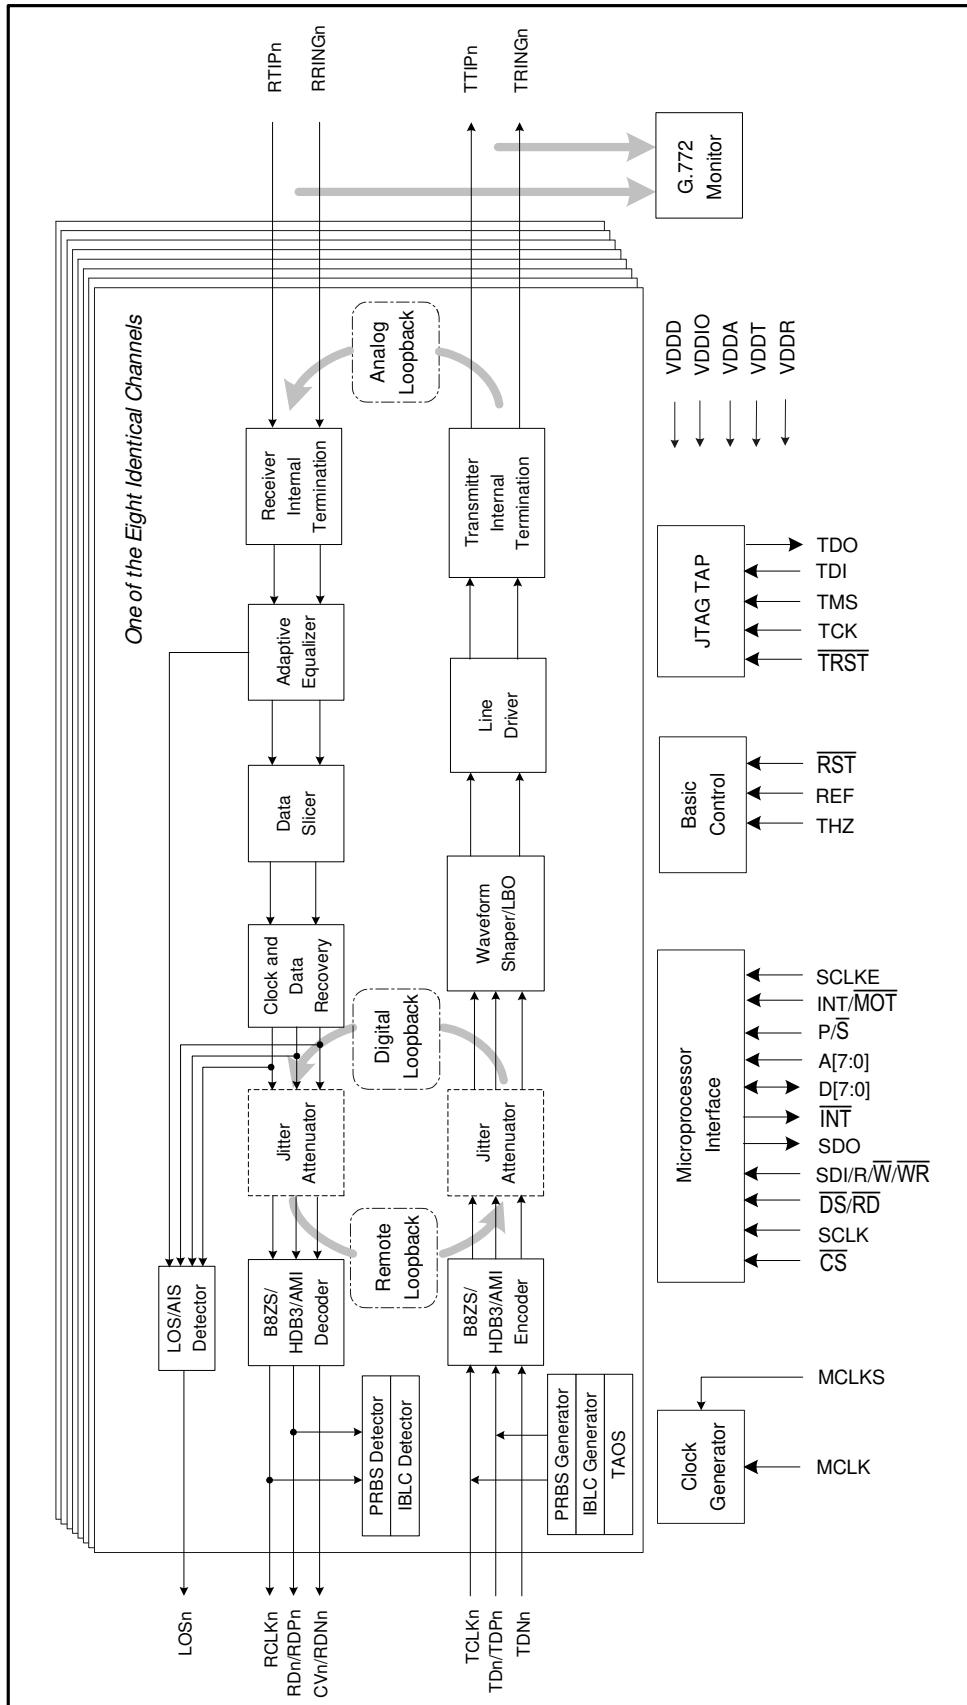 One of the Eight Identical Channels
RTIPn
RRINGn
TTIPn
TRINGn
G.772
Monitor
Analog
Loopback
Receiver
Internal
Termination
Transmitter
Internal
Termination
Adaptive
Equalizer
Line
Driver
Data
Slicer
Clock and
Data
Recovery
Waveform
Shaper/LBO
Digital
Loopback
Jitter
Attenuator
Jitter
Attenuator
Remote
Loopback
LOS/AIS
Detector
B8ZS/
HDB3/AMI
Decoder
B8ZS/
HDB3/AMI
Encoder
PRBS Detector
IBLC Detector
PRBS Generator
IBLC Generator
TAOS
LOSn
RCLKn
RDn/RDPn
CVn/RDNn
TCLKn
TDn/TDPn
TDNn
VDDD
VDDIO
VDDA
VDDT
VDDR
JTAG TAP
TDO
TDI
TMS
TCK
TRST
Basic
Control
RST
REF
THZ
Microprocessor
Interface
SCLKE
INT/MOT
P/S
A[7:0]
D[7:0]
INT
SDO
SDI/R/W/WR
DS/RD
SCLK
CS
Clock
Generator
MCLKS
MCLK